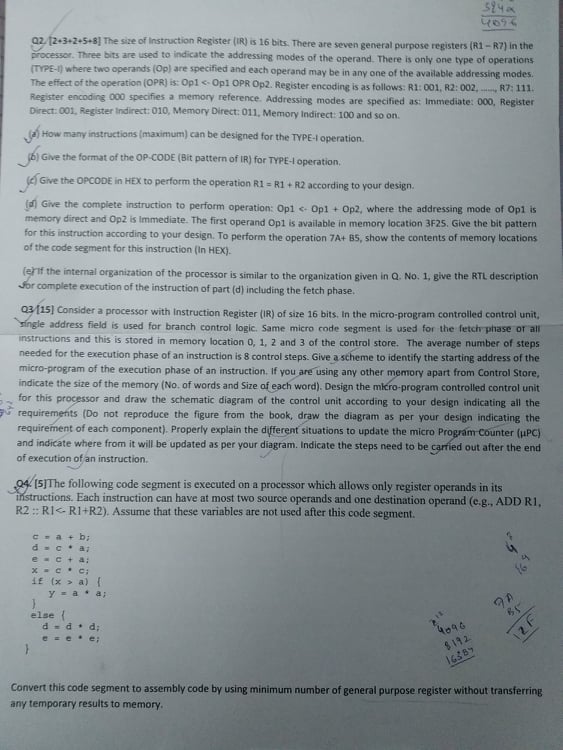 5842
4096
Q2. [2+3+2+5+8] The size of Instruction Register (IR) is 16 bits. There are seven general purpose registers (R1 – R7) in the
processor. Three bits are used to indicate the addressing modes of the operand. There is only one type of operations
(TYPE-I) where two operands (Op) are specified and each operand may be in any one of the available addressing modes.
The effect of the operation (OPR) is: Op1 <- Op1 OPR Op2. Register encoding is as follows: R1: 001, R2: 002, ......, R7: 111.
Register encoding 000 specifies a memory reference. Addressing modes are specified as: Immediate: 000, Register
Direct: 001, Register Indirect: 010, Memory Direct: 011, Memory Indirect: 100 and so on.
(a) How many instructions (maximum) can be designed for the TYPE-I operation.
(b) Give the format of the OP-CODE (Bit pattern of IR) for TYPE-I operation.
(c) Give the OPCODE in HEX to perform the operation R1 = R1 + R2 according to your design.
(d) Give the complete instruction to perform operation: Op1 <- Op1 + Op2, where the addressing mode of Op1 is
memory direct and Op2 is Immediate. The first operand Op1 is available in memory location 3F25. Give the bit pattern
for this instruction according to your design. To perform the operation 7A+ B5, show the contents of memory locations
of the code segment for this instruction (In HEX).
(e) If the internal organization of the processor is similar to the organization given in Q. No. 1, give the RTL description
for complete execution of the instruction of part (d) including the fetch phase.
Q3 [15] Consider a processor with Instruction Register (IR) of size 16 bits. In the micro-program controlled control unit,
single address field is used for branch control logic. Same micro code segment is used for the fetch phase of all
instructions and this is stored in memory location 0, 1, 2 and 3 of the control store. The average number of steps
needed for the execution phase of an instruction is 8 control steps. Give a scheme to identify the starting address of the
micro-program of the execution phase of an instruction. If you are using any other memory apart from Control Store,
indicate the size of the memory (No. of words and Size of each word). Design the micro-program controlled control unit
for this processor and draw the schematic diagram of the control unit according to your design indicating all the
requirements (Do not reproduce the figure from the book, draw the diagram as per your design indicating the
requirement of each component). Properly explain the different situations to update the micro Program Counter (µPC)
and indicate where from it will be updated as per your diagram. Indicate the steps need to be carried out after the end
of execution of an instruction.
Q4. [5]The following code segment is executed on a processor which allows only register operands in its
instructions. Each instruction can have at most two source operands and one destination operand (e.g., ADD R1,
R2 :: R1<- R1+R2). Assume that these variables are not used after this code segment.
c = a + b;
d = c * a;
e = c + a;
x = c * c;
if (x > a) {
y = a * a;
}
else {
d = d * d;
e = e * e;
}
4096
8192
16384
7A
B5
12F
Convert this code segment to assembly code by using minimum number of general purpose register without transferring
any temporary results to memory.